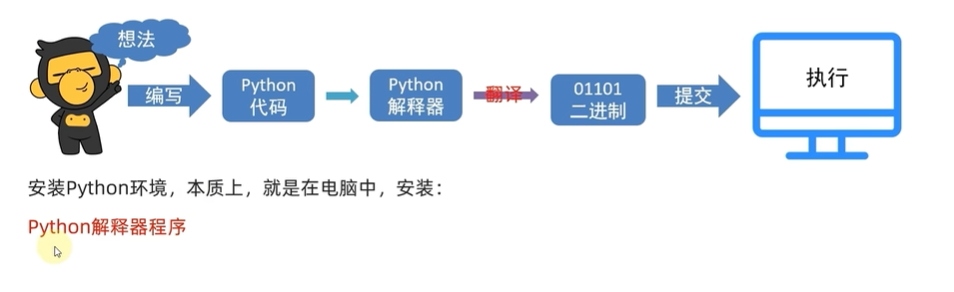 想法
编写
Python
代码
Python
解释器
翻译
01101
二进制
提交
执行
安装Python环境，本质上，就是在电脑中，安装：
Python解释器程序